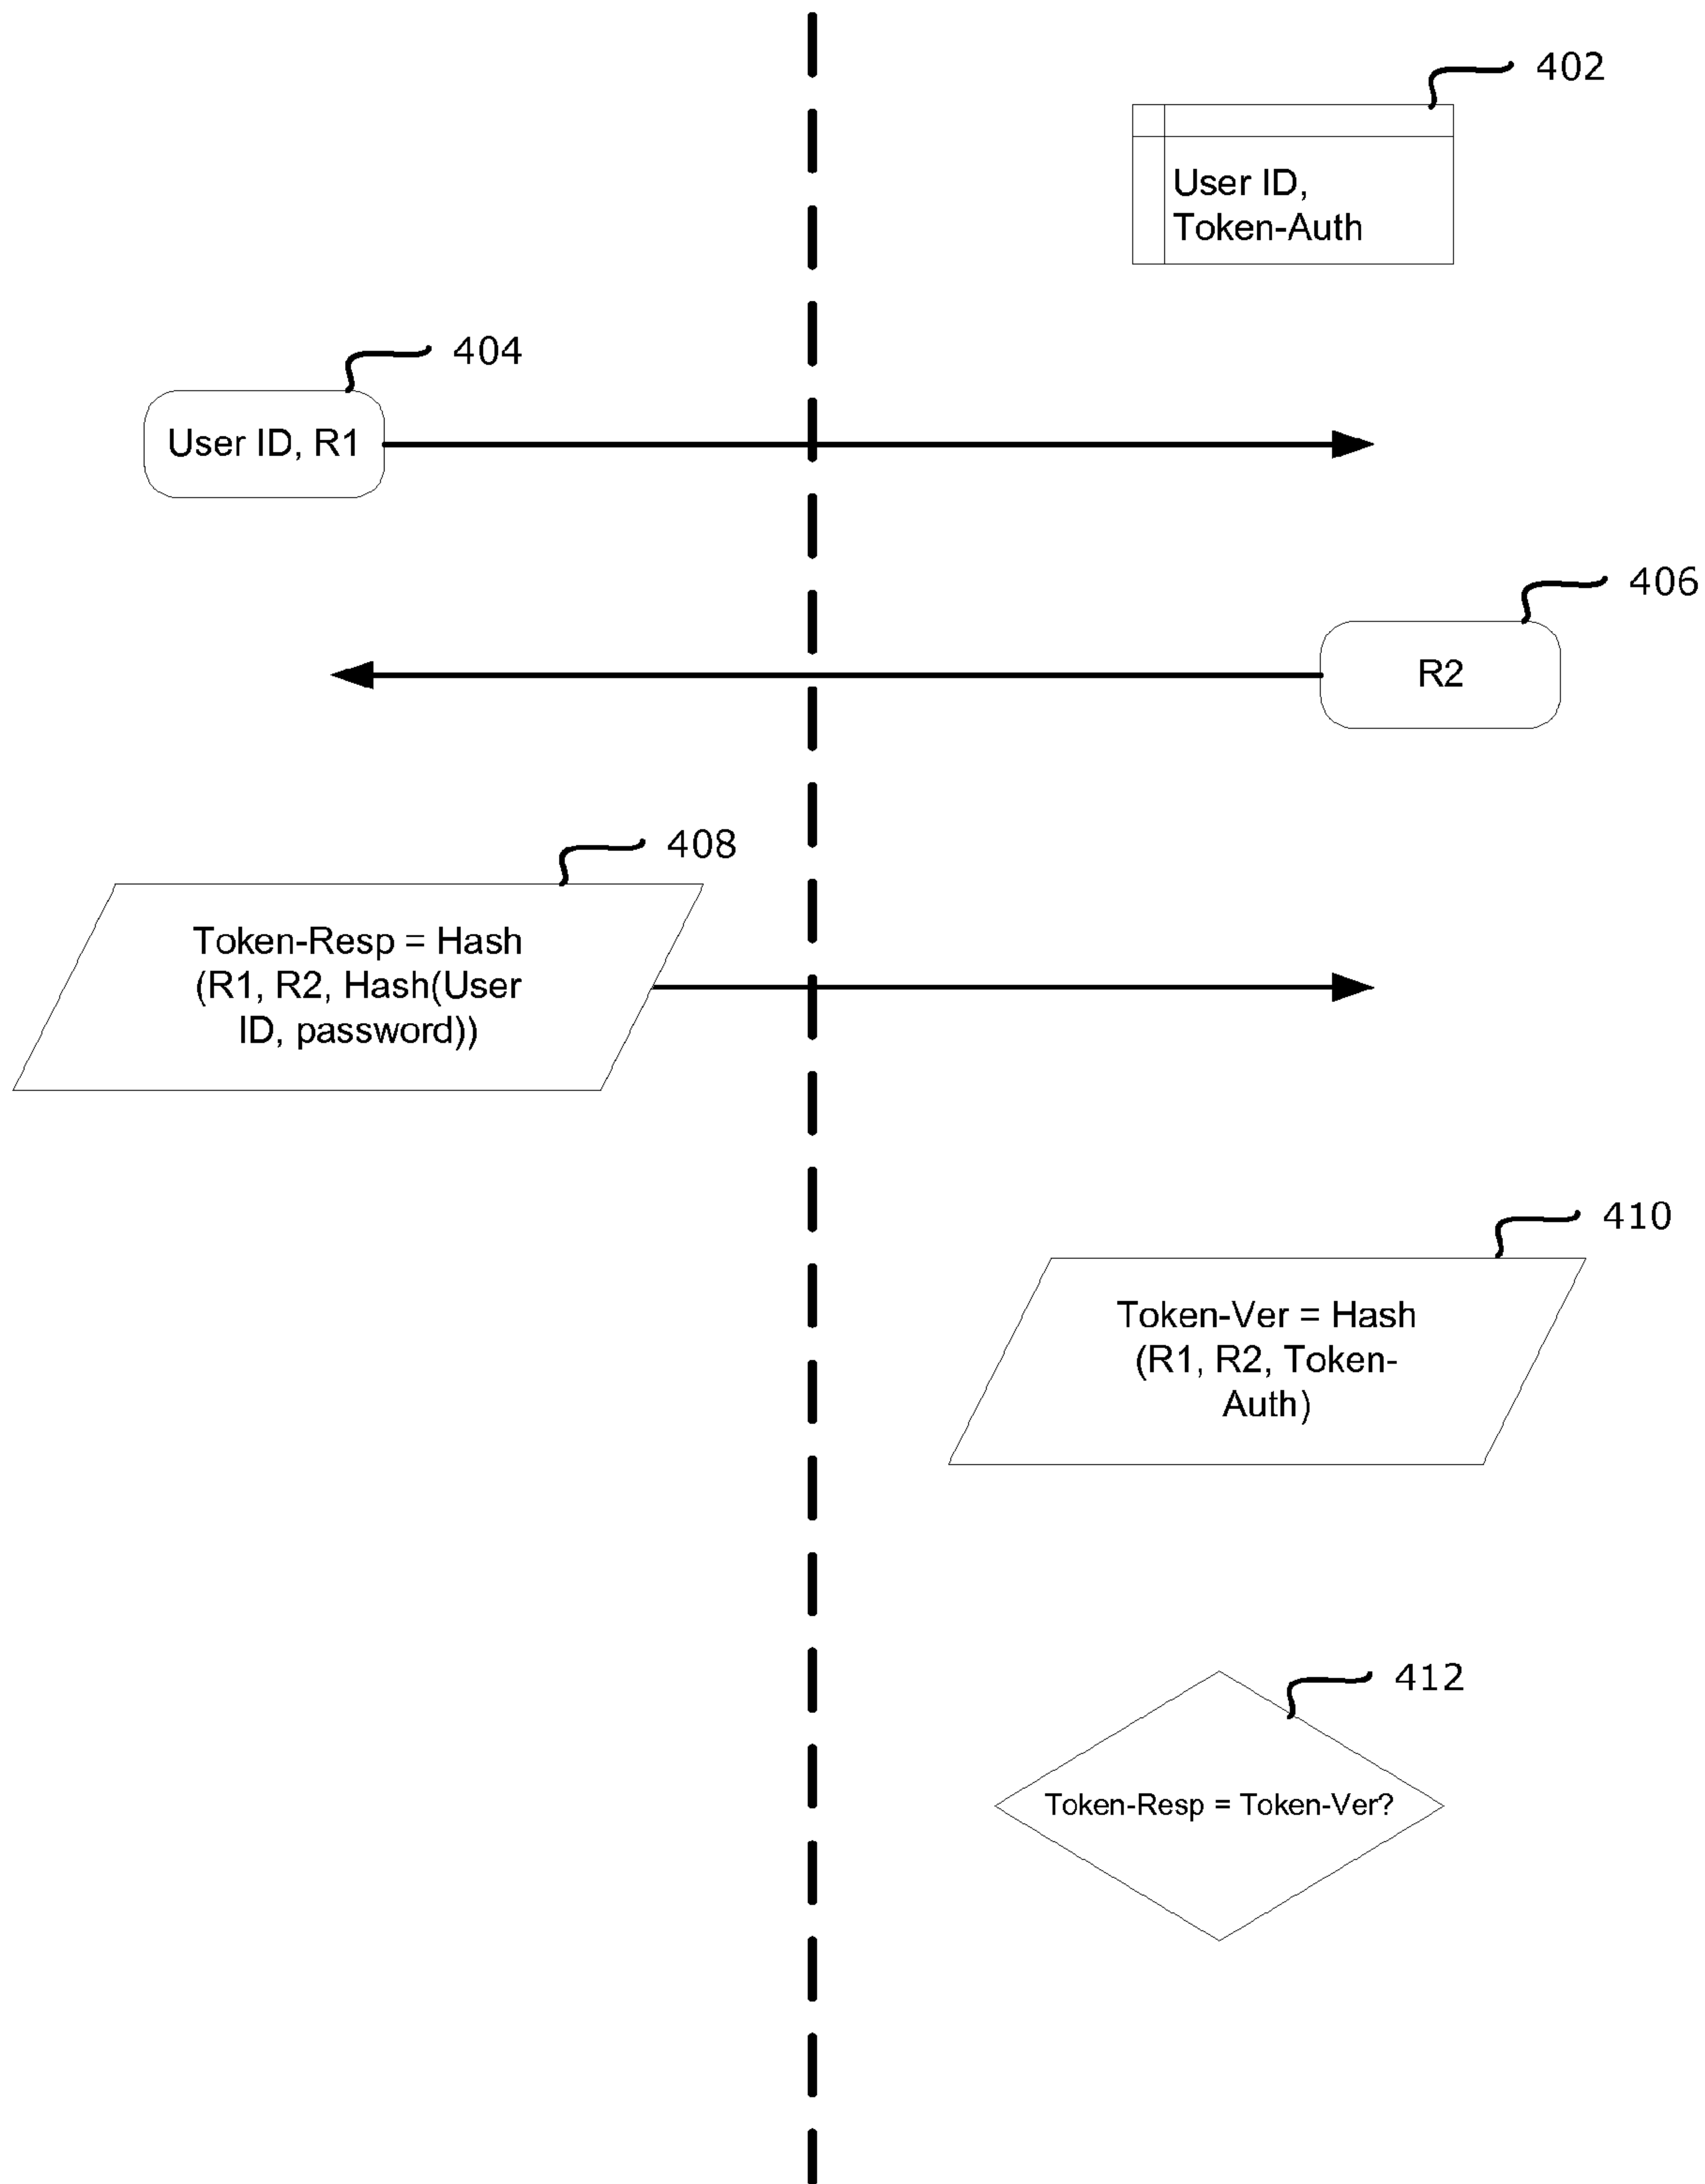 402
User ID,
Token-Auth
404
User ID, R1
406
R2
408
Token-Resp = Hash
(R1, R2, Hash(User
ID, password))
410
Token-Ver = Hash
(R1, R2, Token-
Auth)
412
Token-Resp = Token-Ver?